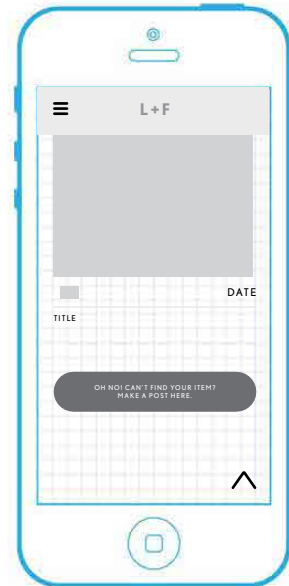 L+F
DATE
TITLE
OH NO! CAN'T FIND YOUR ITEM?
MAKE A POST HERE.